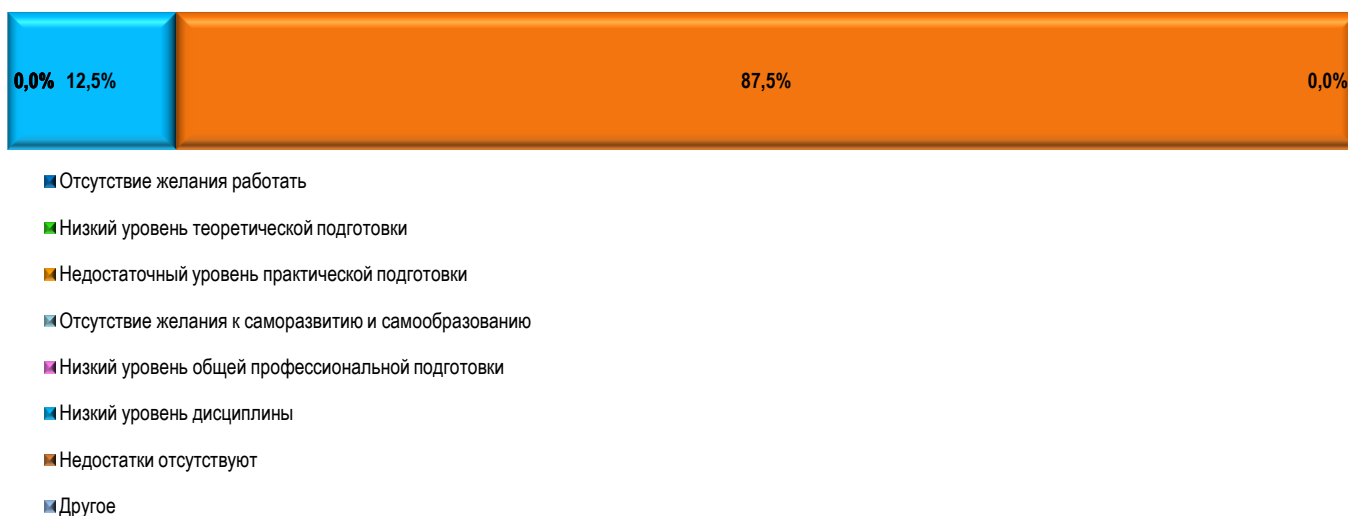 0,0% 12,5% 87,5% 0,0%
Отсутствие желания работать
Низкий уровень теоретической подготовки
Недостаточный уровень практической подготовки
Отсутствие желания к саморазвитию и самообразованию
Низкий уровень общей профессиональной подготовки
Низкий уровень дисциплины
Недостатки отсутствуют
Другое